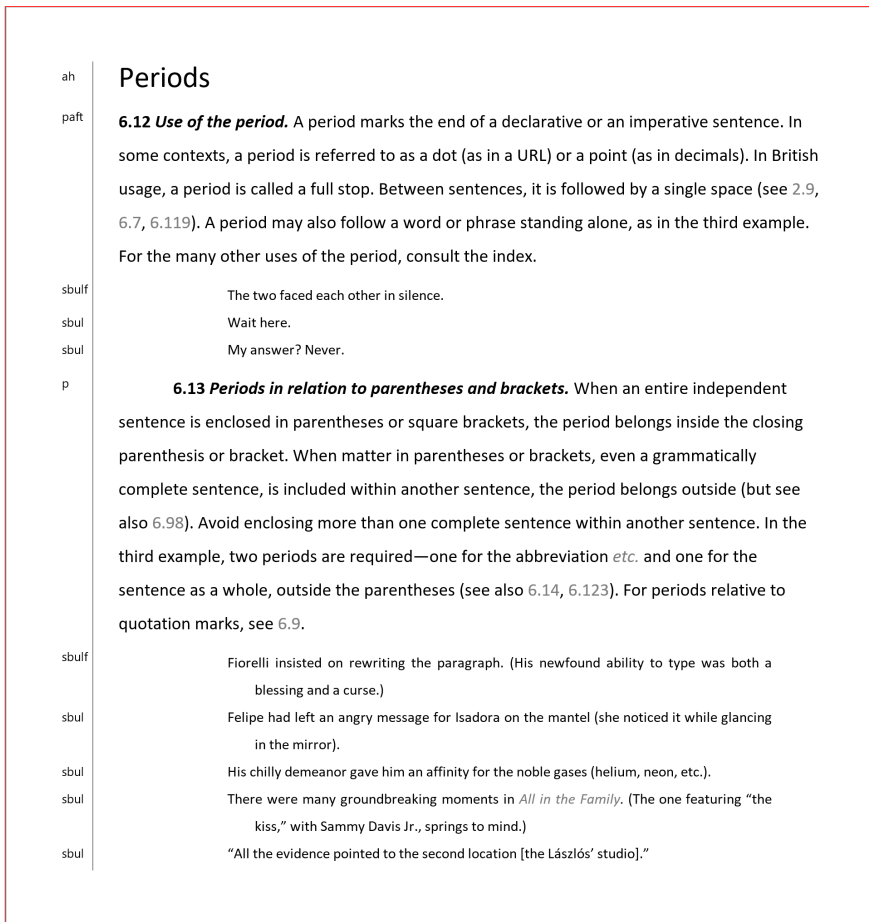 ah Periods
paft 6.12 Use of the period. A period marks the end of a declarative or an imperative sentence. In
some contexts, a period is referred to as a dot (as in a URL) or a point (as in decimals). In British
usage, a period is called a full stop. Between sentences, it is followed by a single space (see 2.9,
6.7, 6.119). A period may also follow a word or phrase standing alone, as in the third example.
For the many other uses of the period, consult the index.
sbulf The two faced each other in silence.
sbul Wait here.
sbul My answer? Never.
p 6.13 Periods in relation to parentheses and brackets. When an entire independent
sentence is enclosed in parentheses or square brackets, the period belongs inside the closing
parenthesis or bracket. When matter in parentheses or brackets, even a grammatically
complete sentence, is included within another sentence, the period belongs outside (but see
also 6.98). Avoid enclosing more than one complete sentence within another sentence. In the
third example, two periods are required—one for the abbreviation etc. and one for the
sentence as a whole, outside the parentheses (see also 6.14, 6.123). For periods relative to
quotation marks, see 6.9.
sbulf Fiorelli insisted on rewriting the paragraph. (His newfound ability to type was both a
blessing and a curse.)
sbul Felipe had left an angry message for Isadora on the mantel (she noticed it while glancing
in the mirror).
sbul His chilly demeanor gave him an affinity for the noble gases (helium, neon, etc.).
sbul There were many groundbreaking moments in All in the Family. (The one featuring “the
kiss,” with Sammy Davis Jr., springs to mind.)
sbul “All the evidence pointed to the second location [the Lászlós’ studio].”